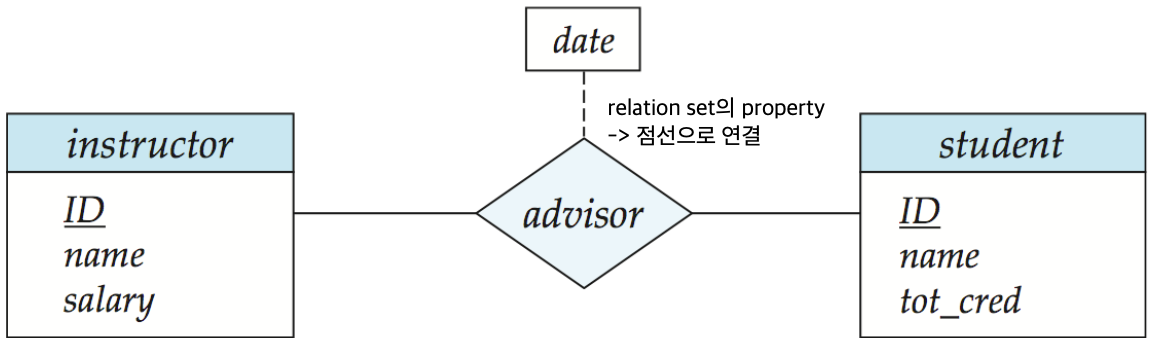 date
relation set의 property
-> 점선으로 연결
instructor
ID
name
salary
advisor
student
ID
name
tot_cred